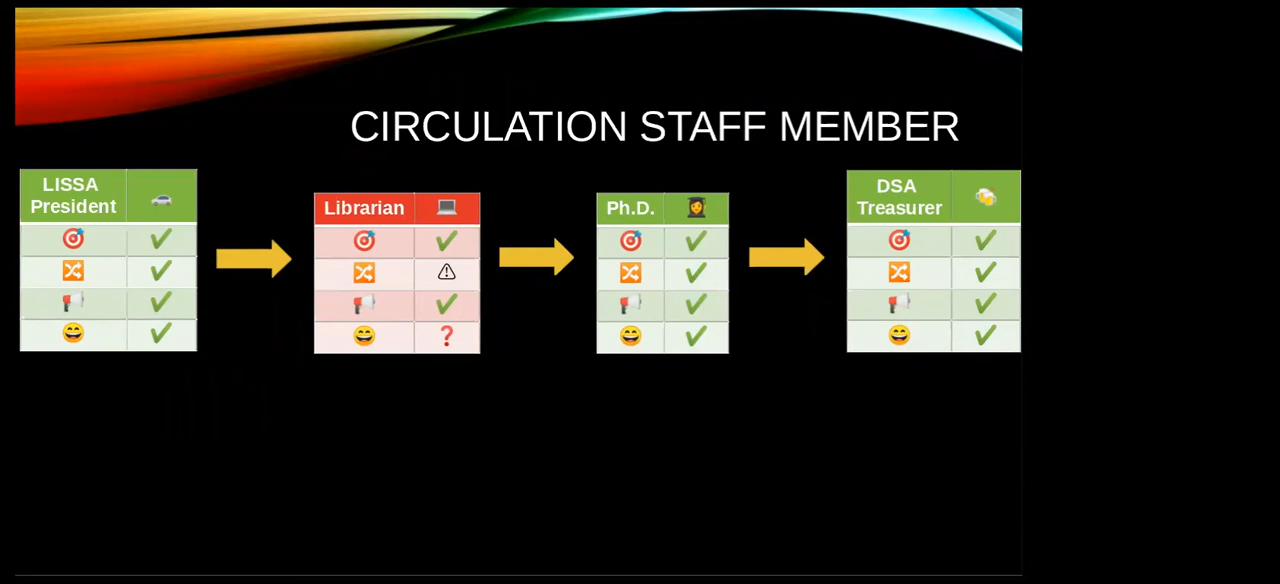 CIRCULATION STAFF MEMBER
LISSA
President
Librarian
Ph.D.
DSA
Treasurer